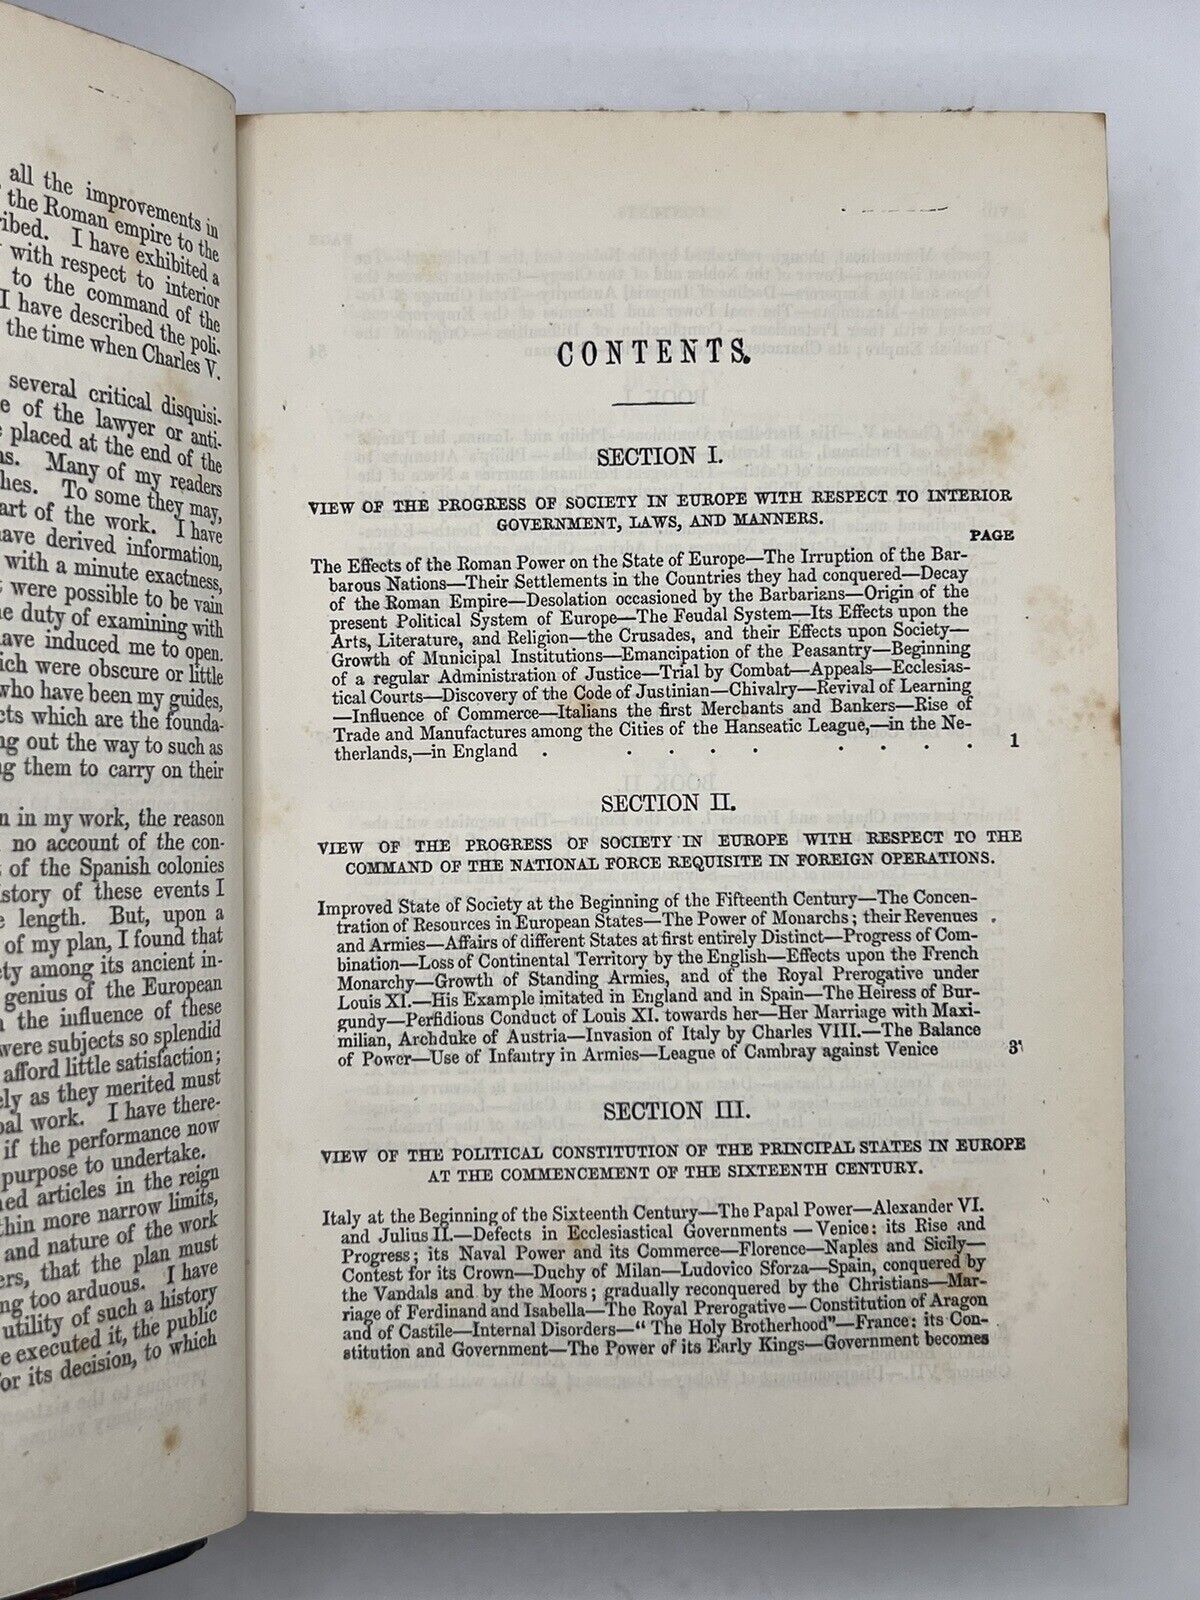 all the improvements in
the Roman empire to the
I have exhibited a
with respect to interior
to the command of the
I have described the poli-
the time when Charles V.
several critical disquisi-
of the lawyer or anti-
placed at the end of the
Many of my readers
To some they may,
art of the work. I have
have derived information,
with a minute exactness,
were possible to be vain
duty of examining with
have induced me to open.
which were obscure or little
who have been my guides,
which are the founda-
out the way to such as
them to carry on their
in my work, the reason
no account of the con-
of the Spanish colonies
history of these events I
length. But, upon a
of my plan, I found that
among its ancient in-
genius of the European
the influence of these
were subjects so splendid
afford little satisfaction;
as they merited must
work. I have there-
if the performance now
purpose to undertake.
articles in the reign
within more narrow limits,
and nature of the work
that the plan must
too arduous. I have
utility of such a history
executed it, the public
for its decision, to which
CONTENTS.
SECTION I.
VIEW OF THE PROGRESS OF SOCIETY IN EUROPE WITH RESPECT TO INTERIOR
GOVERNMENT, LAWS, AND MANNERS.
PAGE
The Effects of the Roman Power on the State of Europe—The Irruption of the Bar-
barous Nations—Their Settlements in the Countries they had conquered—Decay
of the Roman Empire—Desolation occasioned by the Barbarians—Origin of the
present Political System of Europe—The Feudal System—Its Effects upon the
Arts, Literature, and Religion—the Crusades, and their Effects upon Society—
Growth of Municipal Institutions—Emancipation of the Peasantry—Beginning
of a regular Administration of Justice—Trial by Combat—Appeals—Ecclesias-
tical Courts—Discovery of the Code of Justinian—Chivalry—Revival of Learning
—Influence of Commerce—Italians the first Merchants and Bankers—Rise of
Trade and Manufactures among the Cities of the Hanseatic League,—in the Ne-
therlands,—in England . . . . . . . . . 1
SECTION II.
VIEW OF THE PROGRESS OF SOCIETY IN EUROPE WITH RESPECT TO THE
COMMAND OF THE NATIONAL FORCE REQUISITE IN FOREIGN OPERATIONS.
Improved State of Society at the Beginning of the Fifteenth Century—The Concen-
tration of Resources in European States—The Power of Monarchs; their Revenues
and Armies—Affairs of different States at first entirely Distinct—Progress of Com-
bination—Loss of Continental Territory by the English—Effects upon the French
Monarchy—Growth of Standing Armies, and of the Royal Prerogative under
Louis XI.—His Example imitated in England and in Spain—The Heiress of Bur-
gundy—Perfidious Conduct of Louis XI. towards her—Her Marriage with Maxi-
milian, Archduke of Austria—Invasion of Italy by Charles VIII.—The Balance
of Power—Use of Infantry in Armies—League of Cambray against Venice
SECTION III.
VIEW OF THE POLITICAL CONSTITUTION OF THE PRINCIPAL STATES IN EUROPE
AT THE COMMENCEMENT OF THE SIXTEENTH CENTURY.
Italy at the Beginning of the Sixteenth Century—The Papal Power—Alexander VI.
and Julius II.—Defects in Ecclesiastical Governments—Venice: its Rise and
Progress; its Naval Power and its Commerce—Florence—Naples and Sicily—
Contest for its Crown—Duchy of Milan—Ludovico Sforza—Spain, conquered by
the Vandals and by the Moors; gradually reconquered by the Christians—Mar-
riage of Ferdinand and Isabella—The Royal Prerogative—Constitution of Aragon
and of Castile—Internal Disorders—“The Holy Brotherhood”—France: its Con-
stitution and Government—The Power of its Early Kings—Government becomes